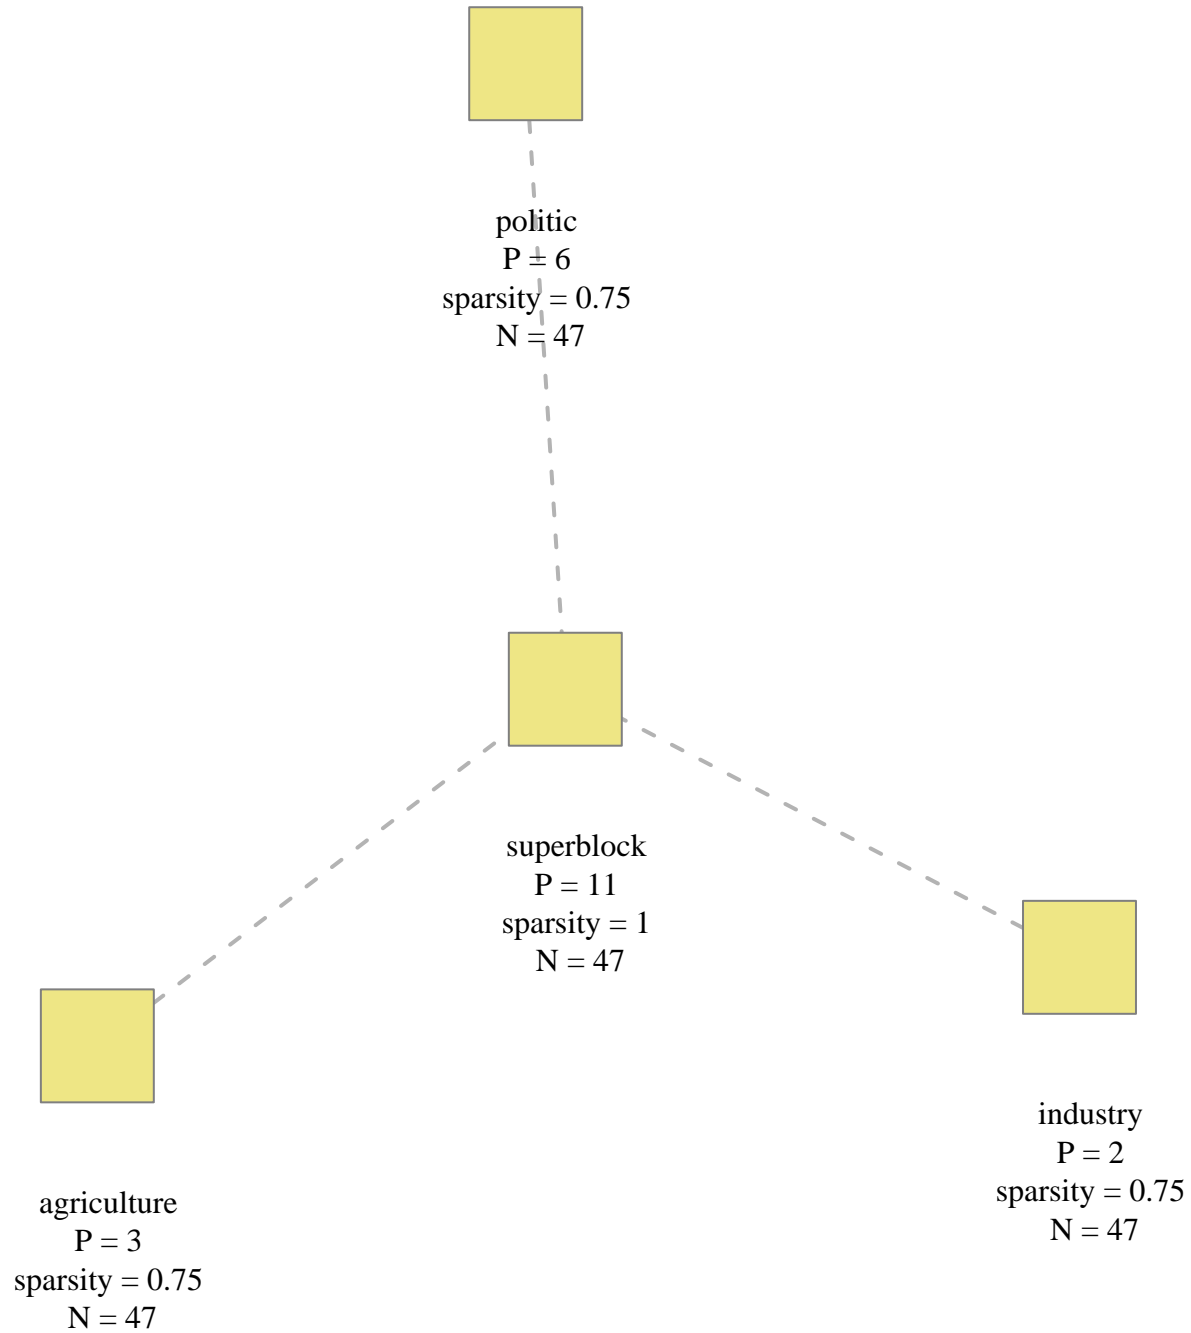 politic
P = 6
sparsity = 0.75
N = 47
superblock
P = 11
sparsity = 1
N = 47
industry
P = 2
sparsity = 0.75
N = 47
agriculture
P = 3
sparsity = 0.75
N = 47